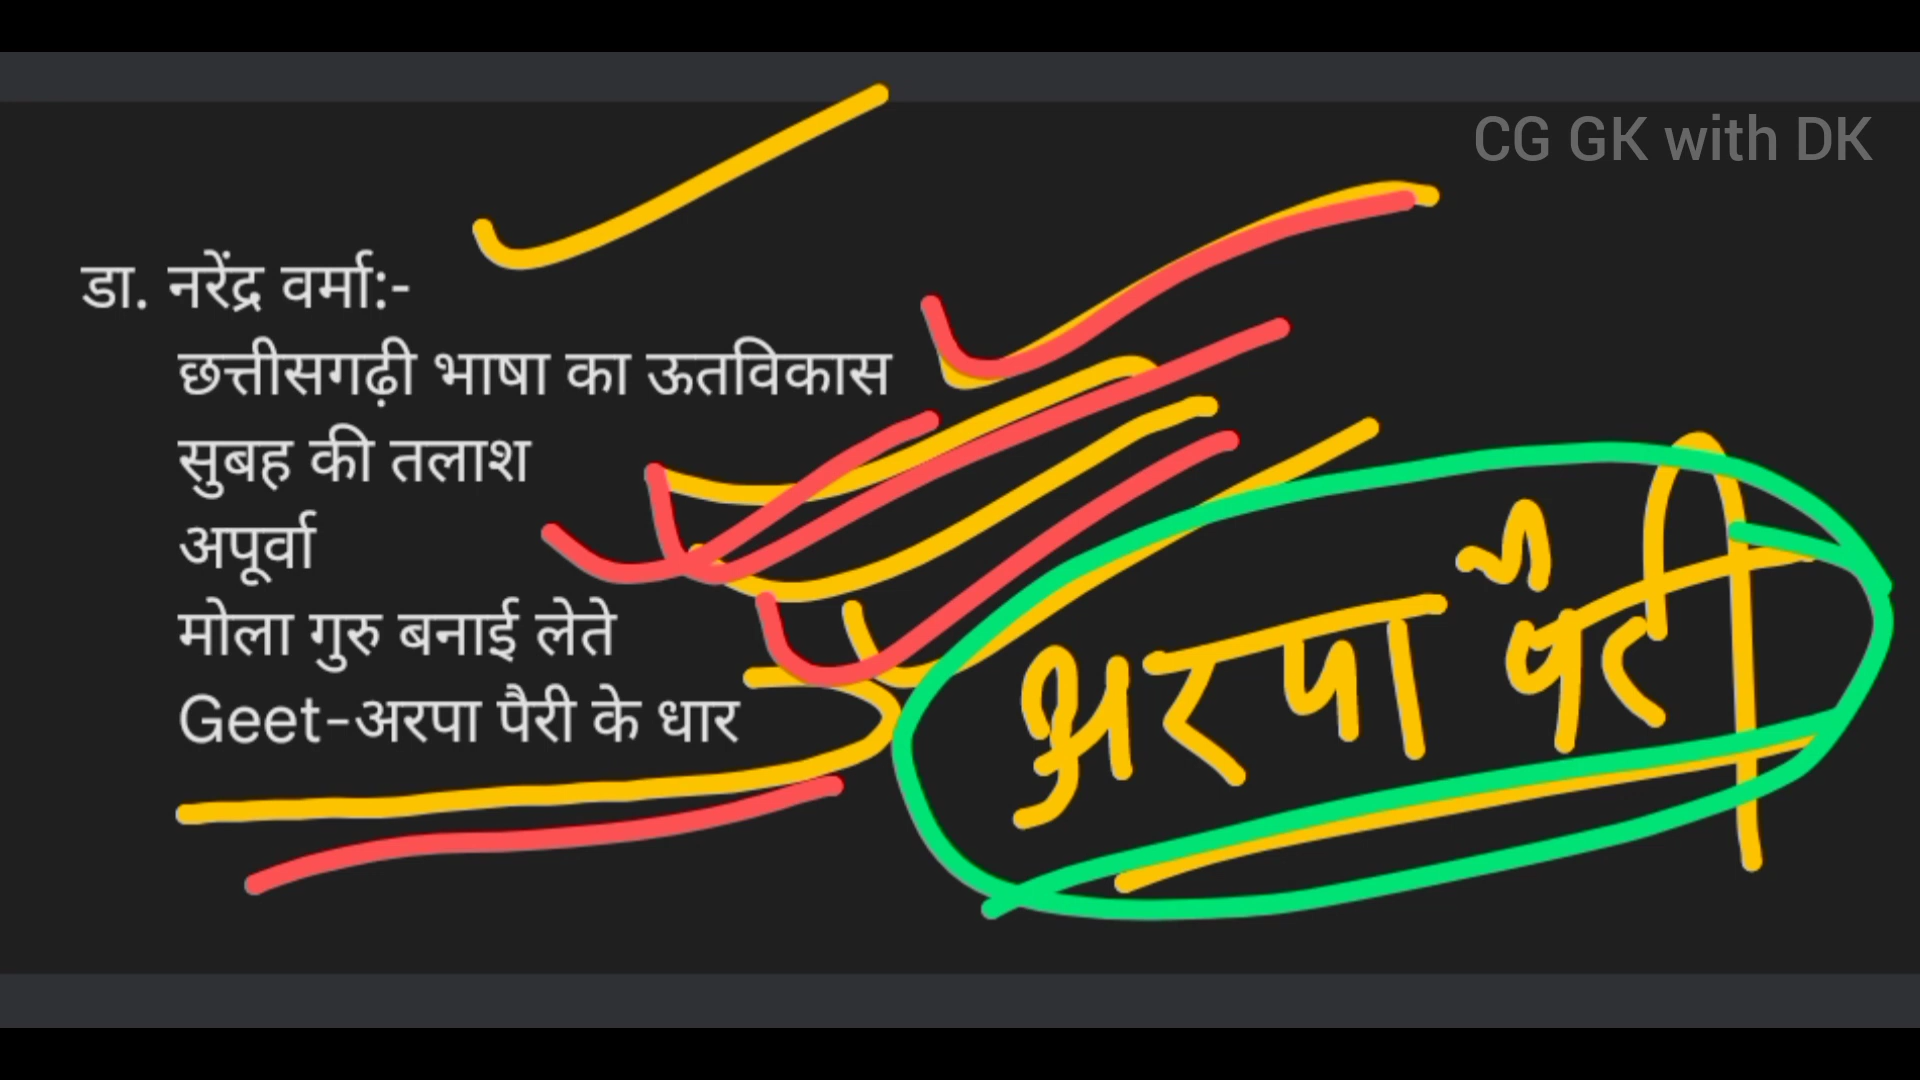 CG GK with DK
डा. नरेंद्र वर्मा:-
छत्तीसगढ़ी भाषा का ऊतविकास
सुबह की तलाश
अपूर्वा
मोला गुरु बनाई लेते
Geet-अरपा पैरी के धार
अरपा पैरी